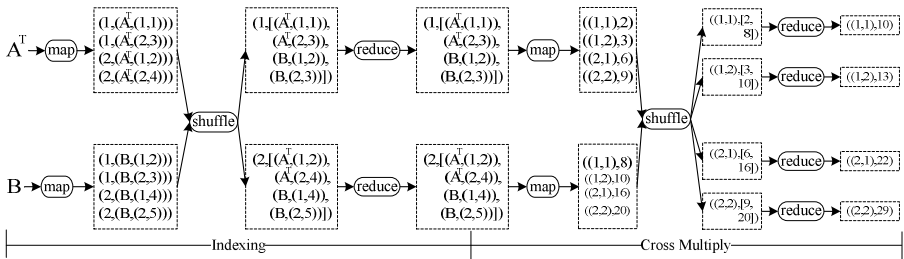 A^T
map
(1,(A^T,(1,1)))
(1,(A^T,(2,3)))
(2,(A^T,(1,2)))
(2,(A^T,(2,4)))
B
map
(1,(B,(1,2)))
(1,(B,(2,3)))
(2,(B,(1,4)))
(2,(B,(2,5)))
shuffle
(1,[(A^T,(1,1)),
(A^T,(2,3)),
(B,(1,2)),
(B,(2,3))])
reduce
(1,[(A^T,(1,1)),
(A^T,(2,3)),
(B,(1,2)),
(B,(2,3))])
map
((1,1),2)
((1,2),3)
((2,1),6)
((2,2),9)
(2,[(A^T,(1,2)),
(A^T,(2,4)),
(B,(1,4)),
(B,(2,5))])
reduce
(2,[(A^T,(1,2)),
(A^T,(2,4)),
(B,(1,4)),
(B,(2,5))])
map
((1,1),8)
((1,2),10)
((2,1),16)
((2,2),20)
shuffle
((1,1),[2,
8])
reduce
((1,1),10)
((1,2),[3,
10])
reduce
((1,2),13)
((2,1),[6,
16])
reduce
((2,1),22)
((2,2),[9,
20])
reduce
((2,2),29)
Indexing
Cross Multiply